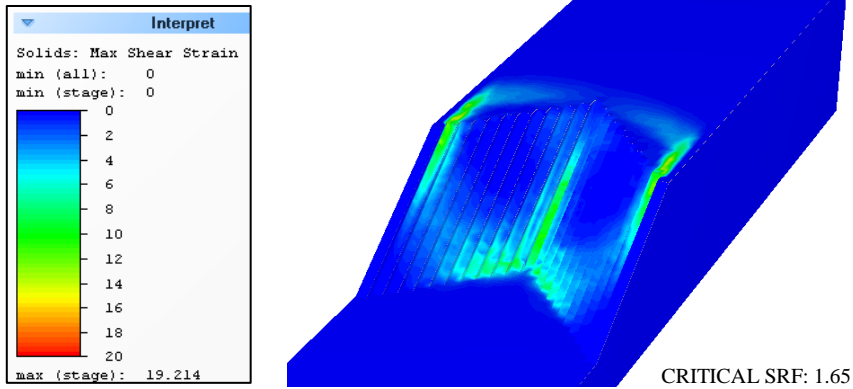 Interpret
Solids: Max Shear Strain
min (all): 0
min (stage): 0
0
2
4
6
8
10
12
14
16
18
20
max (stage): 19.214
CRITICAL SRF: 1.65